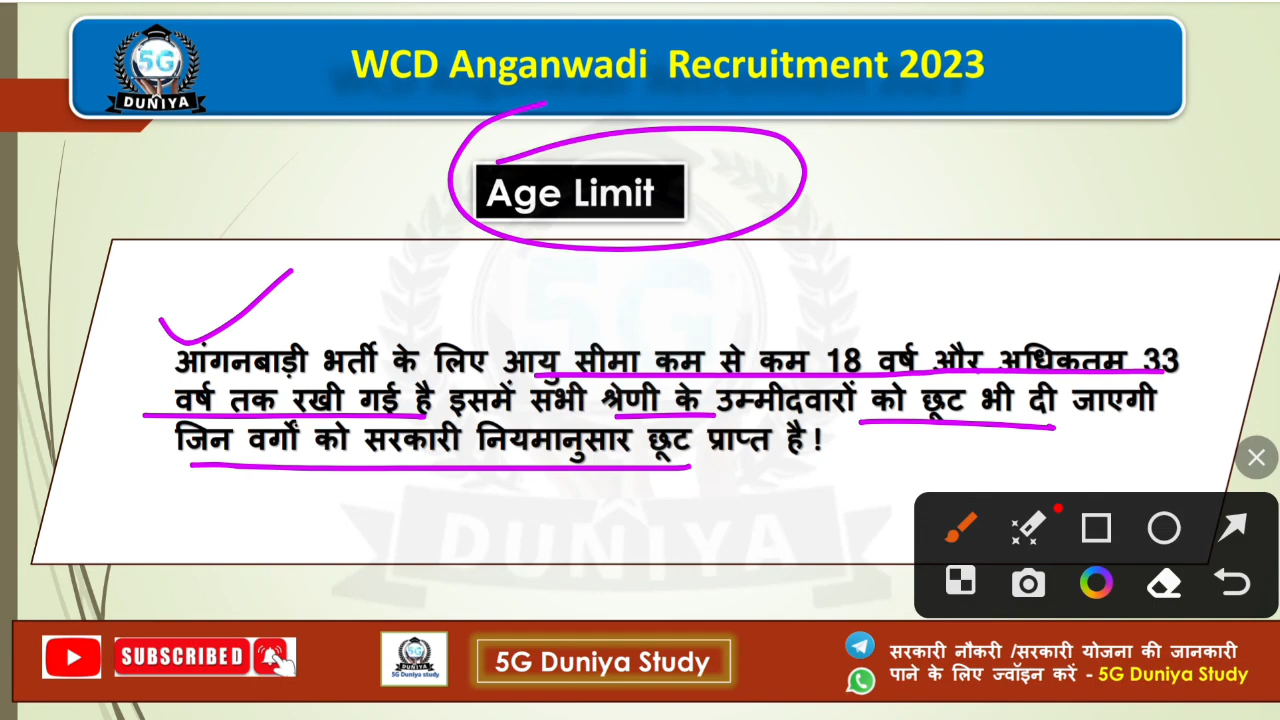 5G
DUNIYA
WCD Anganwadi Recruitment 2023
Age Limit
आंगनबाड़ी भर्ती के लिए आयु सीमा कम से कम 18 वर्ष और अधिकतम 33
वर्ष तक रखी गई है इसमें सभी श्रेणी के उम्मीदवारों को छूट भी दी जाएगी
जिन वर्गों को सरकारी नियमानुसार छूट प्राप्त है !
5G
DUNIYA
SUBSCRIBED
5G Duniya study
5G Duniya Study
सरकारी नौकरी /सरकारी योजना की जानकारी
पाने के लिए ज्वॉइन करें - 5G Duniya Study